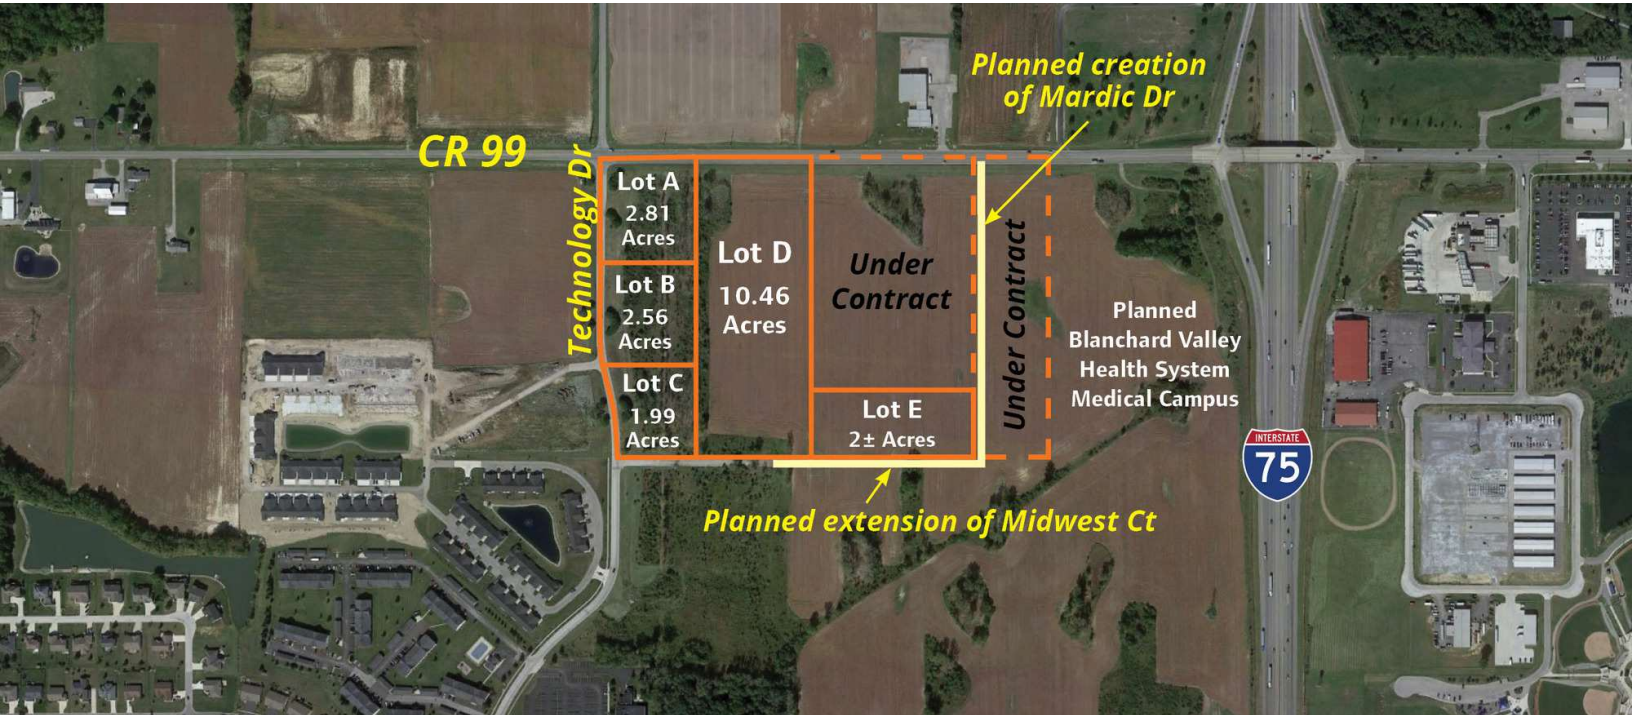 Planned creation
of Mardic Dr
CR 99
Technology Dr
Lot A
2.81
Acres
Lot B
2.56
Acres
Lot C
1.99
Acres
Lot D
10.46
Acres
Under
Contract
Lot E
2± Acres
Under Contract
Planned
Blanchard Valley
Health System
Medical Campus
INTERSTATE
75
Planned extension of Midwest Ct